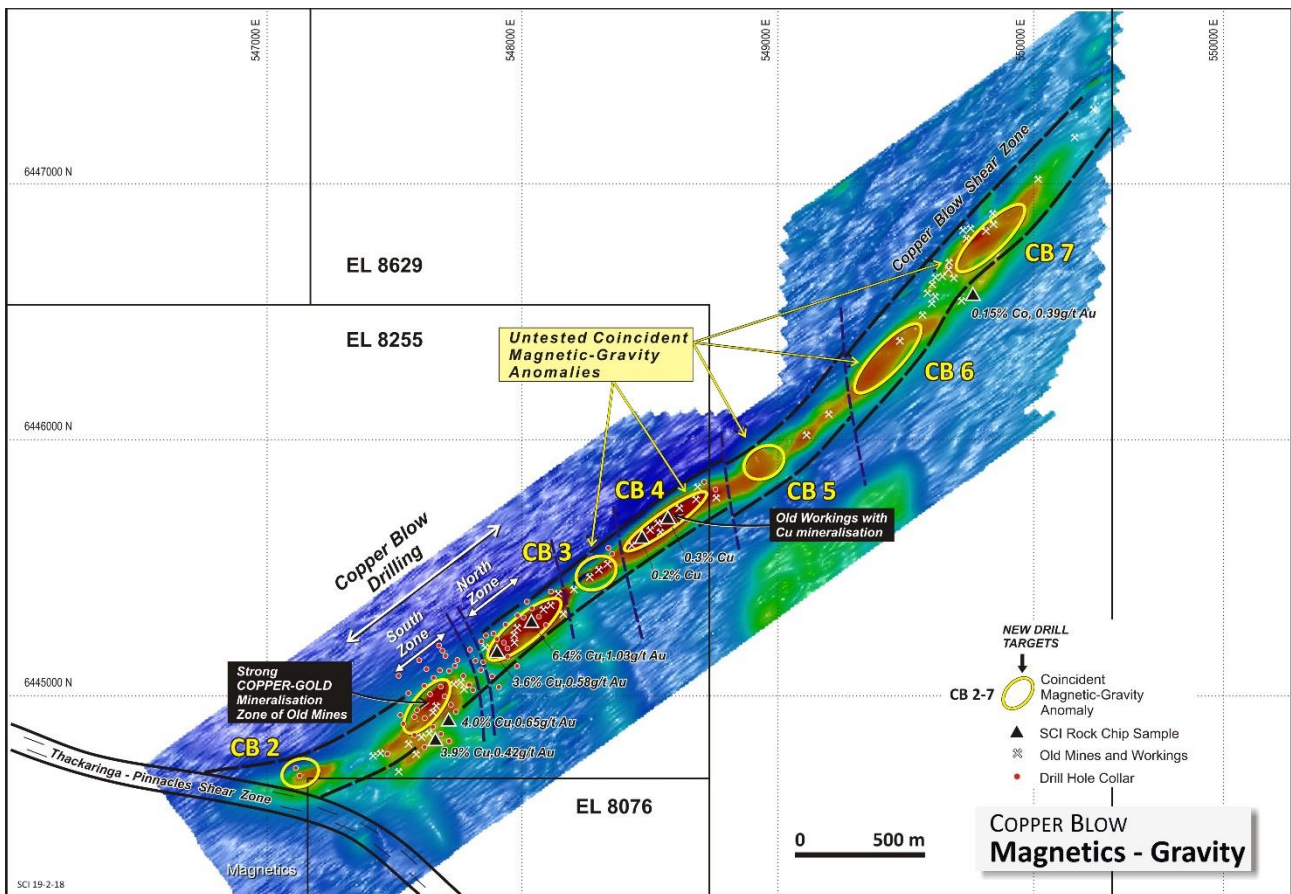 547000 E
548000 E
549000 E
550000 E
550000 E
6447000 N
6446000 N
6445000 N
EL 8629
EL 8255
EL 8076
Copper Blow Shear Zone
CB 7
0.15% Co, 0.39g/t Au
CB 6
Untested Coincident
Magnetic-Gravity
Anomalies
CB 5
CB 4
Old Workings with
Cu mineralisation
0.3% Cu
0.2% Cu
CB 3
Copper Blow
Drilling
North
Zone
South
Zone
6.4% Cu,1.03g/t Au
3.6% Cu,0.58g/t Au
Strong
COPPER-GOLD
Mineralisation
Zone of Old Mines
4.0% Cu,0.65g/t Au
3.9% Cu,0.42g/t Au
CB 2
Thackaringa - Pinnacles Shear Zone
Magnetics
SCI 19-2-18
NEW DRILL
TARGETS
CB 2-7
Coincident
Magnetic-Gravity
Anomaly
SCI Rock Chip Sample
Old Mines and Workings
Drill Hole Collar
0 500 m
COPPER BLOW
Magnetics - Gravity